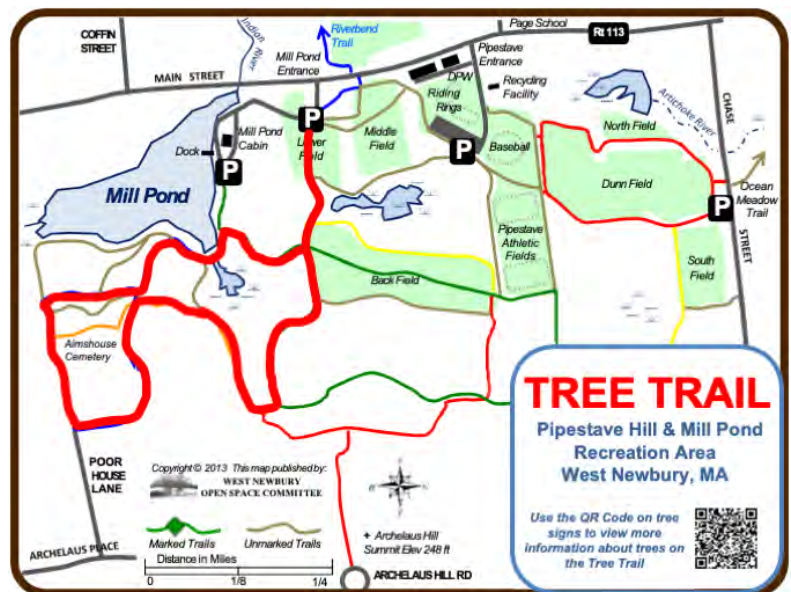 COFFIN
STREET
Indian
River
Riverbend
Trail
Page School
Rt 113
MAIN STREET
Mill Pond
Entrance
Pipestave
Entrance
DPW
Recycling
Facility
Riding
Rings
P
Mill Pond
Cabin
Dock
Lower
Field
Middle
Field
P
Baseball
North Field
Artichoke River
CHASE
STREET
P
Mill Pond
Dunn Field
P
Ocean
Meadow
Trail
Pipestave
Athletic
Fields
South
Field
Back Field
Almshouse
Cemetery
POOR
HOUSE
LANE
ARCHELAUS PLACE
Copyright© 2013 This map published by:
WEST NEWBURY
OPEN SPACE COMMITTEE
Marked Trails
Unmarked Trails
Distance in Miles
0 1/8 1/4
+ Archelaus Hill
Summit Elev 248 ft
ARCHELAUS HILL RD
TREE TRAIL
Pipestave Hill & Mill Pond
Recreation Area
West Newbury, MA
Use the QR Code on tree
signs to view more
information about trees on
the Tree Trail